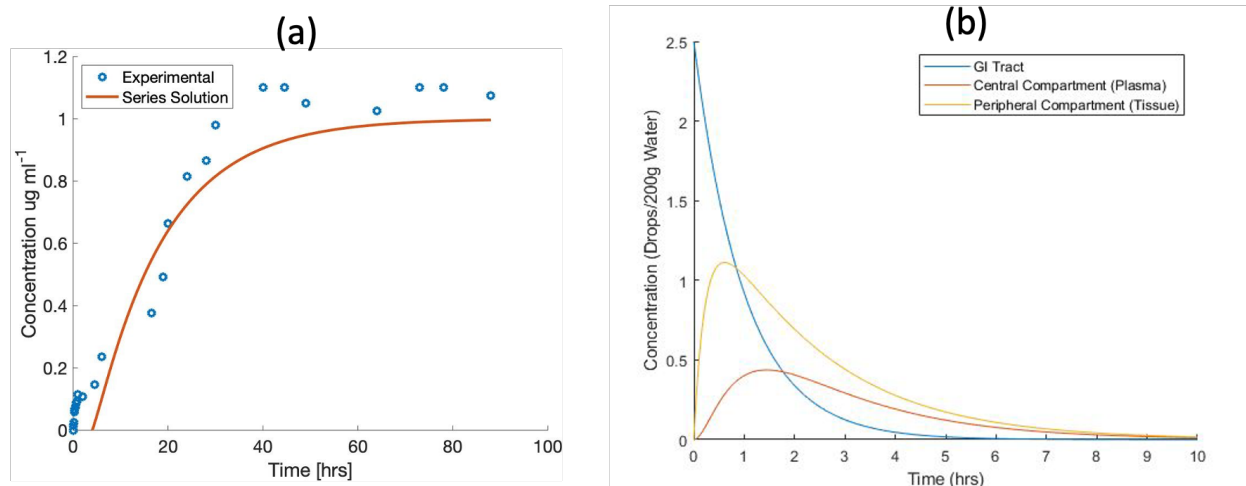 (a)
1.2
1
0.8
0.6
0.4
0.2
0
Concentration ug ml-1
Experimental
Series Solution
0 20 40 60 80 100
Time [hrs]
(b)
2.5
2
1.5
1
0.5
0
Concentration (Drops/200g Water)
GI Tract
Central Compartment (Plasma)
Peripheral Compartment (Tissue)
0 1 2 3 4 5 6 7 8 9 10
Time (hrs)